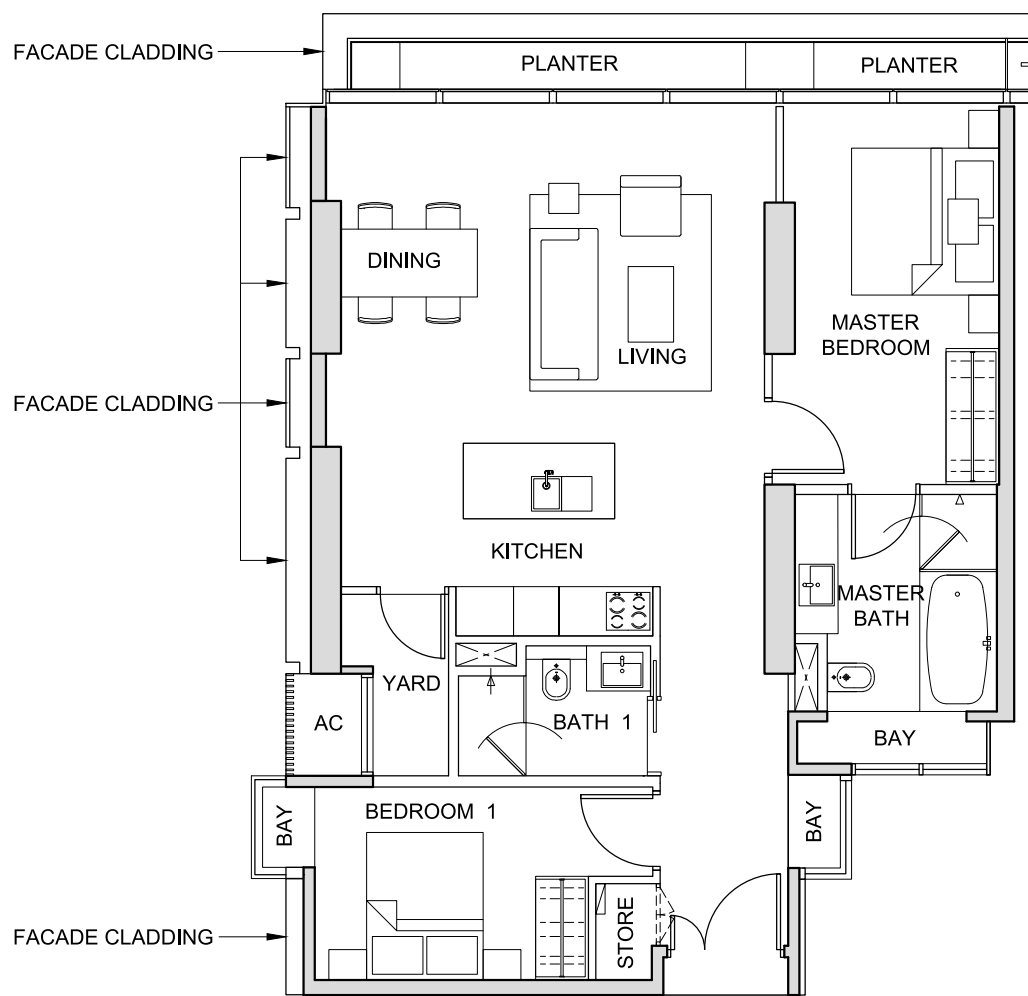 FACADE CLADDING
PLANTER
PLANTER
DINING
MASTER
BEDROOM
LIVING
FACADE CLADDING
KITCHEN
MASTER
BATH
YARD
AC
BATH 1
BAY
BAY
BEDROOM 1
BAY
STORE
FACADE CLADDING